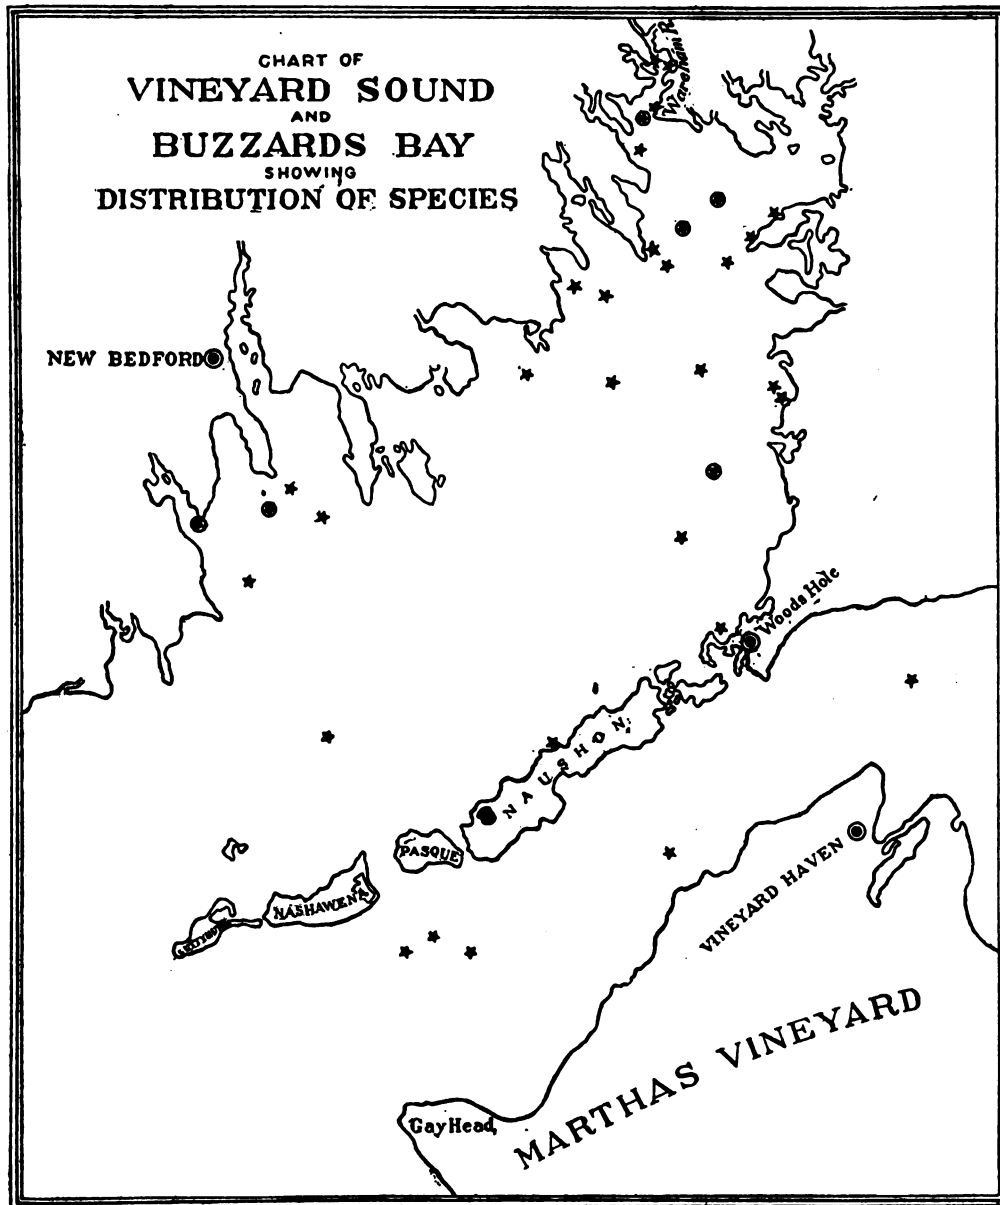 CHART OF
VINEYARD SOUND
AND
BUZZARDS BAY
SHOWING
DISTRIBUTION OF SPECIES
Wareham R
NEW BEDFORD
Woods Hole
NAUSHON
PASQUE
NASHAWENA
VINEYARD HAVEN
MARTHAS VINEYARD
Gay Head